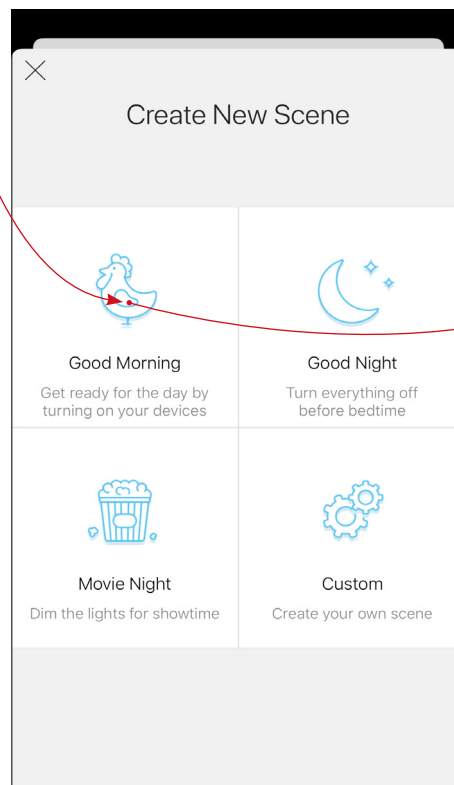 Create New Scene
Good Morning
Get ready for the day by
turning on your devices
Good Night
Turn everything off
before bedtime
Movie Night
Dim the lights for showtime
Custom
Create your own scene